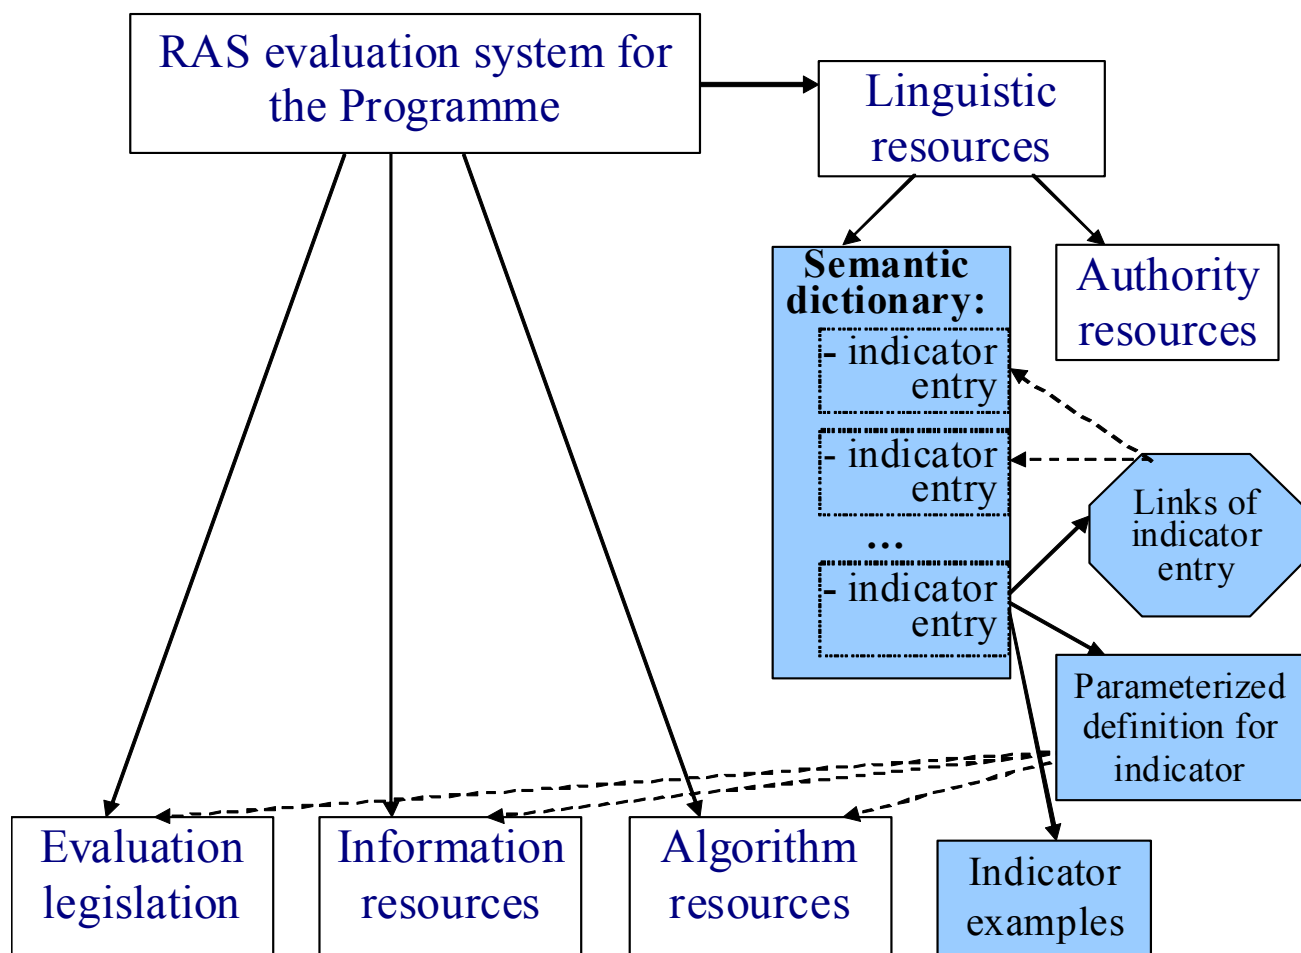 RAS evaluation system for
the Programme
Linguistic
resources
Semantic
dictionary:
- indicator
entry
- indicator
entry
...
- indicator
entry
Authority
resources
Links of
indicator
entry
Parameterized
definition for
indicator
Evaluation
legislation
Information
resources
Algorithm
resources
Indicator
examples